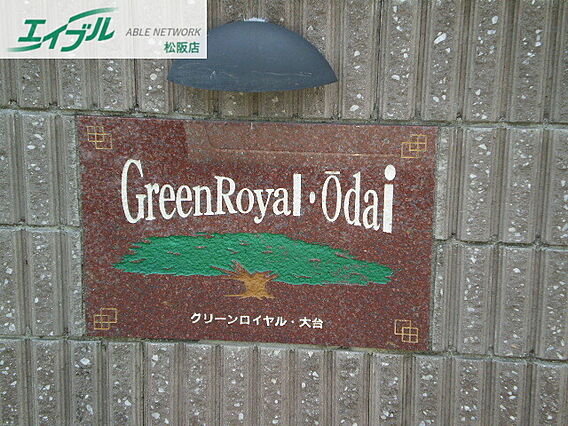 エイブル ABLE NETWORK
松阪店
GreenRoyal・Ōdai
クリーンロイヤル・大台